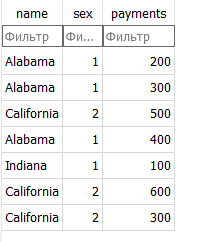 name sex payments
Фильтр Фи... Фильтр
Alabama 1 200
Alabama 1 300
California 2 500
Alabama 1 400
Indiana 1 100
California 2 600
California 2 300